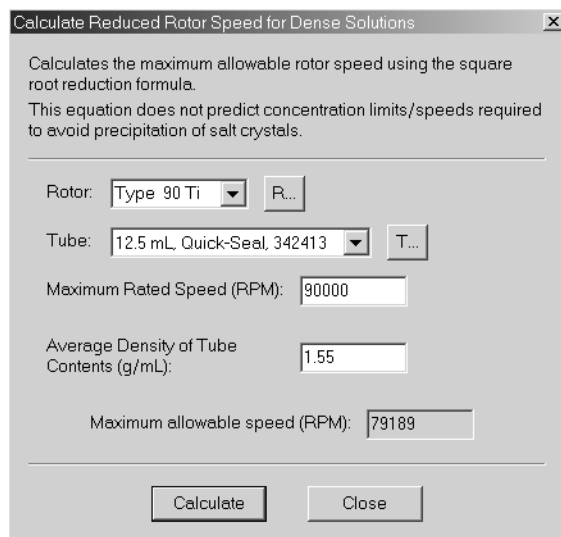 Calculate Reduced Rotor Speed for Dense Solutions
Calculates the maximum allowable rotor speed using the square
root reduction formula.
This equation does not predict concentration limits/speeds required
to avoid precipitation of salt crystals.
Rotor: Type 90 Ti R...
Tube: 12.5 mL, Quick-Seal, 342413 T...
Maximum Rated Speed (RPM): 90000
Average Density of Tube
Contents (g/mL): 1.55
Maximum allowable speed (RPM): 79189
Calculate Close